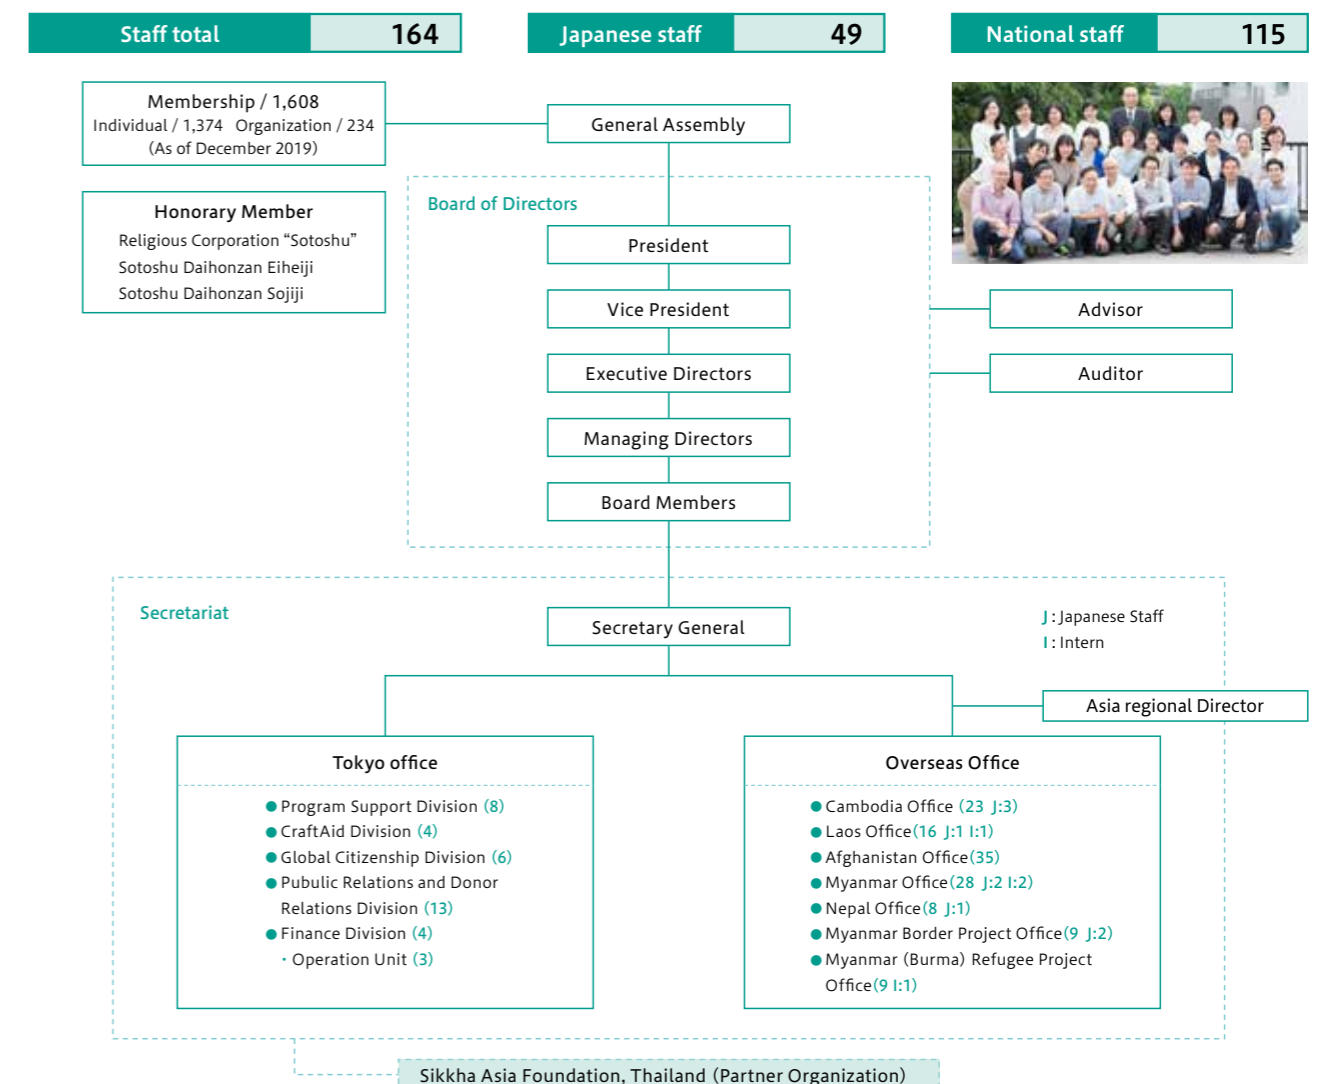 Staff total 164
Japanese staff 49
National staff 115
Membership / 1,608
Individual / 1,374 Organization / 234
(As of December 2019)
General Assembly
Honorary Member
Religious Corporation “Sotoshu”
Sotoshu Daihonzan Eiheiji
Sotoshu Daihonzan Sojiji
Board of Directors
President
Vice President
Executive Directors
Managing Directors
Board Members
Advisor
Auditor
Secretariat
Secretary General
J : Japanese Staff
I : Intern
Asia regional Director
Tokyo office
● Program Support Division (8)
● CraftAid Division (4)
● Global Citizenship Division (6)
● Pubulic Relations and Donor
Relations Division (13)
● Finance Division (4)
・Operation Unit (3)
Overseas Office
● Cambodia Office (23 J:3)
● Laos Office(16 J:1 I:1)
● Afghanistan Office(35)
● Myanmar Office(28 J:2 I:2)
● Nepal Office(8 J:1)
● Myanmar Border Project Office(9 J:2)
● Myanmar (Burma) Refugee Project
Office(9 I:1)
Sikkha Asia Foundation, Thailand (Partner Organization)